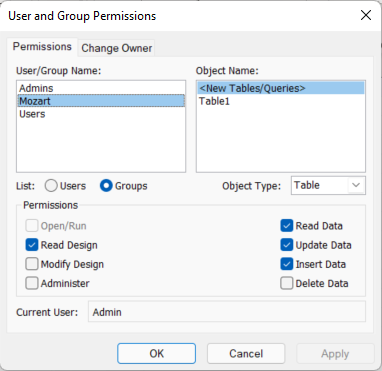 User and Group Permissions
Permissions Change Owner
User/Group Name: Object Name:
Admins <New Tables/Queries>
Mozart Table1
Users
List: Users Groups Object Type: Table
Permissions
Open/Run Read Data
Read Design Update Data
Modify Design Insert Data
Administer Delete Data
Current User: Admin
OK Cancel Apply